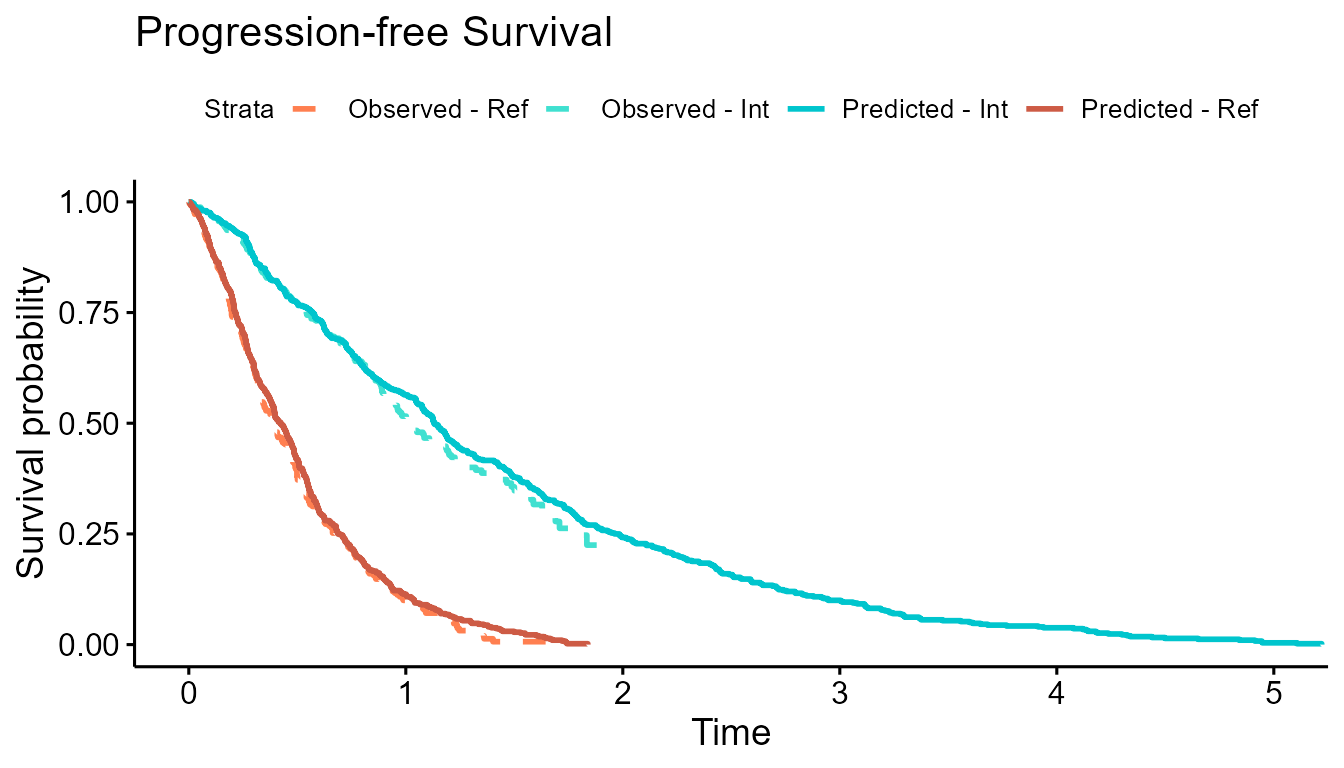 Progression-free Survival
Strata Observed - Ref Observed - Int Predicted - Int Predicted - Ref
Survival probability
1.00
0.75
0.50
0.25
0.00
0 1 2 3 4 5
Time